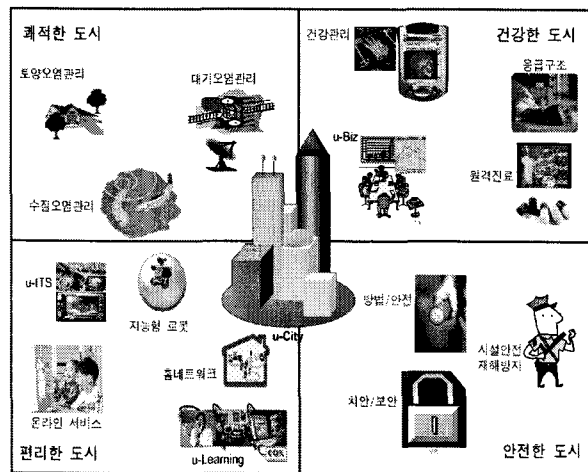 쾌적한 도시
토양오염관리
대기오염관리
수질오염관리
건강한 도시
건강관리
응급구조
u-Biz
원격진료
u-City
u-ITS
지능형 로봇
홈네트워크
온라인 서비스
u-Learning
편리한 도시
방범/안전
시설안전
재해방지
치안/보안
안전한 도시